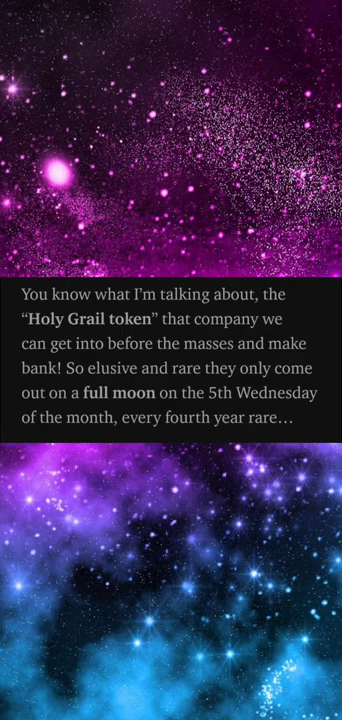 You know what I’m talking about, the
“Holy Grail token” that company we
can get into before the masses and make
bank! So elusive and rare they only come
out on a full moon on the 5th Wednesday
of the month, every fourth year rare…